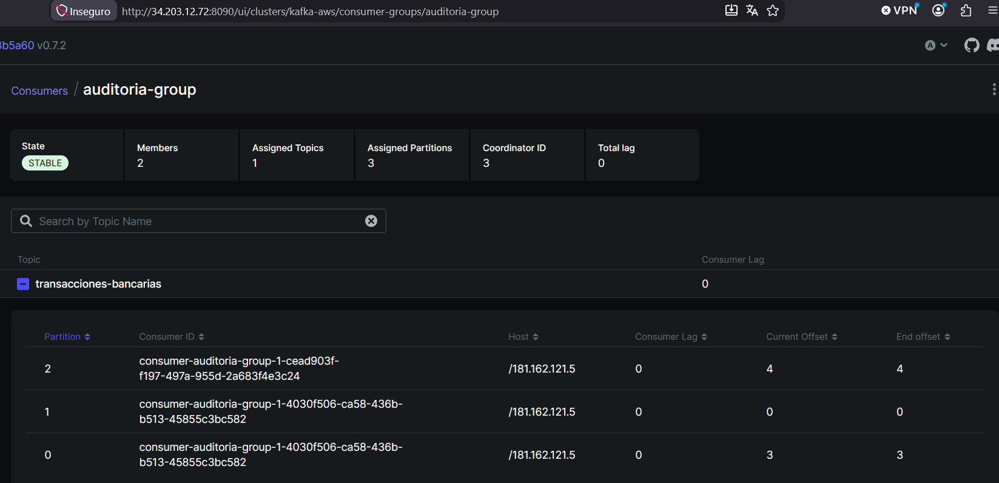 Inseguro http://34.203.12.72:8090/ui/clusters/kafka-aws/consumer-groups/auditoria-group VPN
b5a60 v0.7.2 A
Consumers / auditoria-group
State Members Assigned Topics Assigned Partitions Coordinator ID Total lag
STABLE 2 1 3 3 0
Search by Topic Name
Topic Consumer Lag
transacciones-bancarias 0
Partition Consumer ID Host Consumer Lag Current Offset End offset
2 consumer-auditoria-group-1-cead903f- /181.162.121.5 0 4 4
f197-497a-955d-2a683f4e3c24
1 consumer-auditoria-group-1-4030f506-ca58-436b- /181.162.121.5 0 0 0
b513-45855c3bc582
0 consumer-auditoria-group-1-4030f506-ca58-436b- /181.162.121.5 0 3 3
b513-45855c3bc582